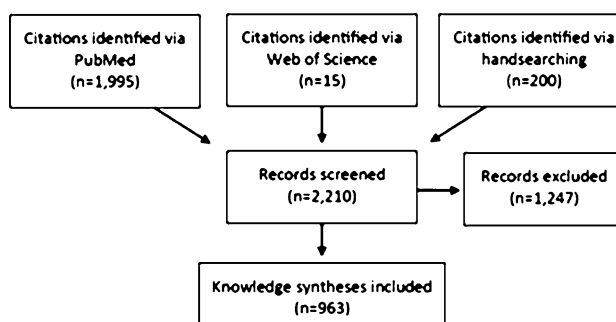 Citations identified via
PubMed
(n=1,995)
Citations identified via
Web of Science
(n=15)
Citations identified via
handsearching
(n=200)
Records screened
(n=2,210)
Records excluded
(n=1,247)
Knowledge syntheses included
(n=963)